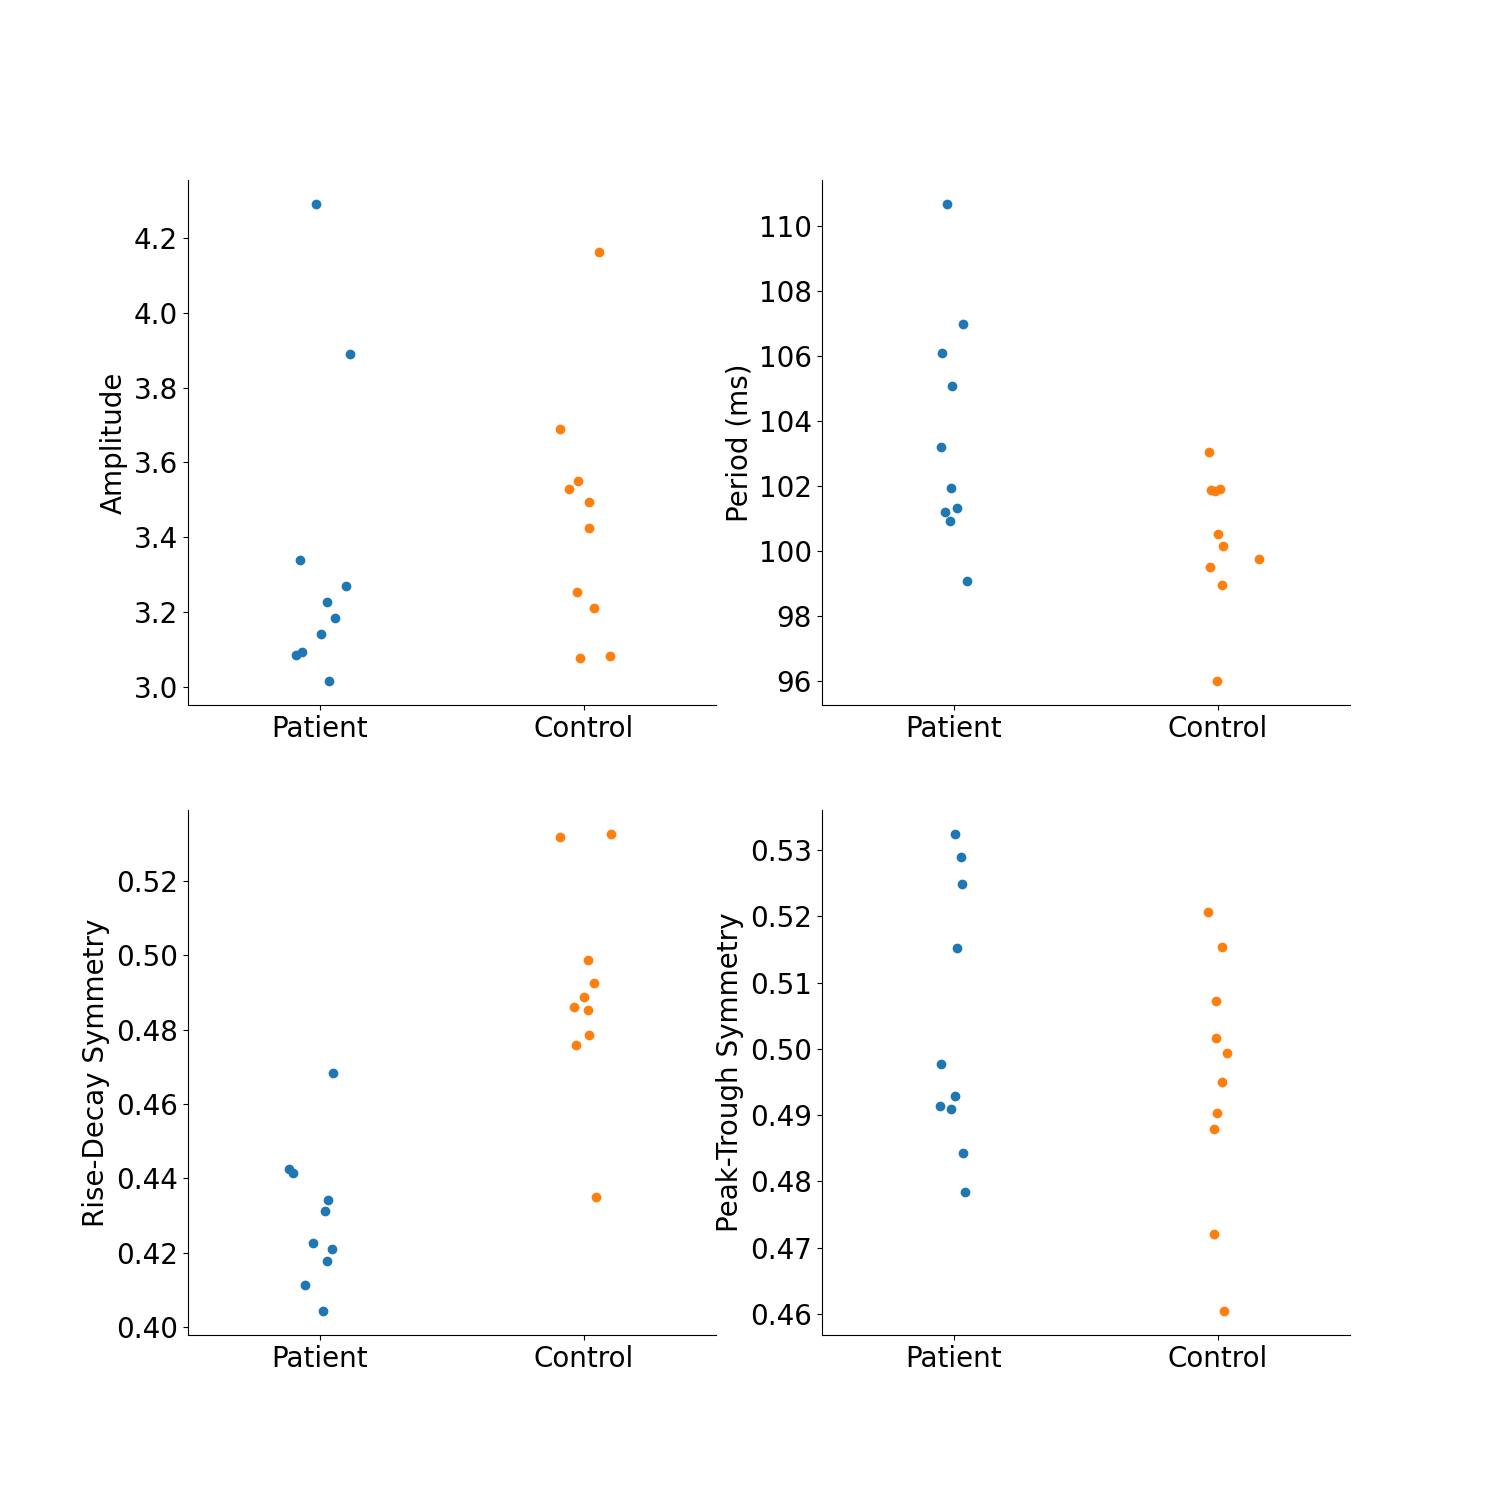 Amplitude
4.2
4.0
3.8
3.6
3.4
3.2
3.0
Patient
Control
Period (ms)
110
108
106
104
102
100
98
96
Patient
Control
Rise-Decay Symmetry
0.52
0.50
0.48
0.46
0.44
0.42
0.40
Patient
Control
Peak-Trough Symmetry
0.53
0.52
0.51
0.50
0.49
0.48
0.47
0.46
Patient
Control